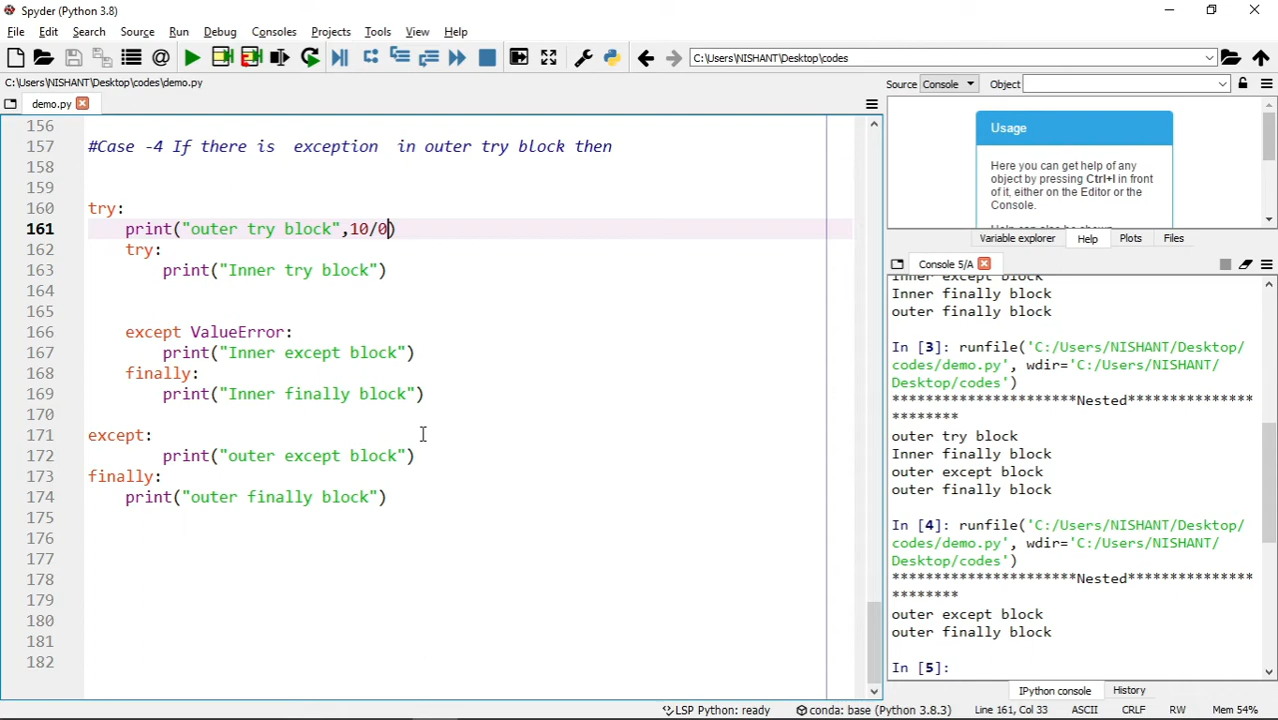 Spyder (Python 3.8)
File Edit Search Source Run Debug Consoles Projects Tools View Help
C:\Users\NISHANT\Desktop\codes
C:\Users\NISHANT\Desktop\codes\demo.py
demo.py
156
157 #Case -4 If there is  exception  in outer try block then
158
159
160 try:
161     print("outer try block",10/0)
162     try:
163         print("Inner try block")
164
165
166     except ValueError:
167         print("Inner except block")
168     finally:
169         print("Inner finally block")
170
171 except:
172         print("outer except block")
173 finally:
174     print("outer finally block")
175
176
177
178
179
180
181
182
Source Console Object
Usage
Here you can get help of any
object by pressing Ctrl+I in front
of it, either on the Editor or the
Console.
Variable explorer Help Plots Files
Console 5/A
Inner except block
Inner finally block
outer finally block
In [3]: runfile('C:/Users/NISHANT/Desktop/
codes/demo.py', wdir='C:/Users/NISHANT/
Desktop/codes')
**********************Nested***************
********
outer try block
Inner finally block
outer except block
outer finally block
In [4]: runfile('C:/Users/NISHANT/Desktop/
codes/demo.py', wdir='C:/Users/NISHANT/
Desktop/codes')
**********************Nested***************
********
outer except block
outer finally block
In [5]:
IPython console History
LSP Python: ready conda: base (Python 3.8.3) Line 161, Col 33 ASCII CRLF RW Mem 54%